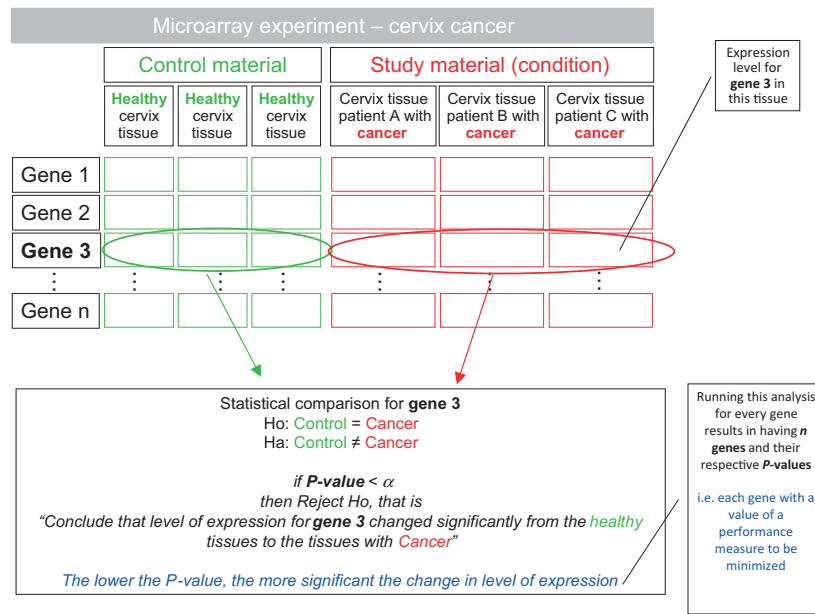 Microarray experiment – cervix cancer
Control material
Study material (condition)
Healthy
cervix
tissue
Healthy
cervix
tissue
Healthy
cervix
tissue
Cervix tissue
patient A with
cancer
Cervix tissue
patient B with
cancer
Cervix tissue
patient C with
cancer
Expression
level for
gene 3 in
this tissue
Gene 1
Gene 2
Gene 3
Gene n
Statistical comparison for gene 3
Ho: Control = Cancer
Ha: Control ≠ Cancer
if P-value < α
then Reject Ho, that is
“Conclude that level of expression for gene 3 changed significantly from the healthy
tissues to the tissues with Cancer”
The lower the P-value, the more significant the change in level of expression
Running this analysis
for every gene
results in having n
genes and their
respective P-values
i.e. each gene with a
value of a
performance
measure to be
minimized